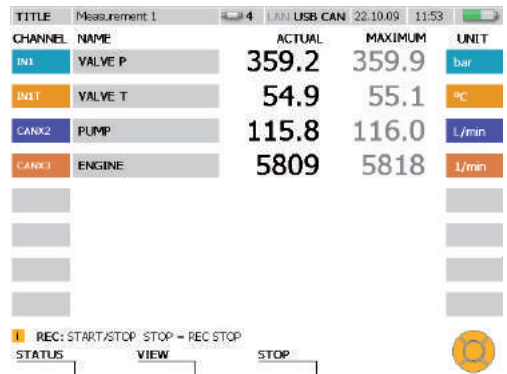 TITLE Measurement 1 4 LAN USB CAN 22.10.09 11:53
CHANNEL NAME ACTUAL MAXIMUM UNIT
IN1 VALVE P 359.2 359.9 bar
IN1T VALVE T 54.9 55.1 ºC
CANX2 PUMP 115.8 116.0 L/min
CANX3 ENGINE 5809 5818 1/min
i REC: START/STOP STOP = REC STOP
STATUS VIEW STOP